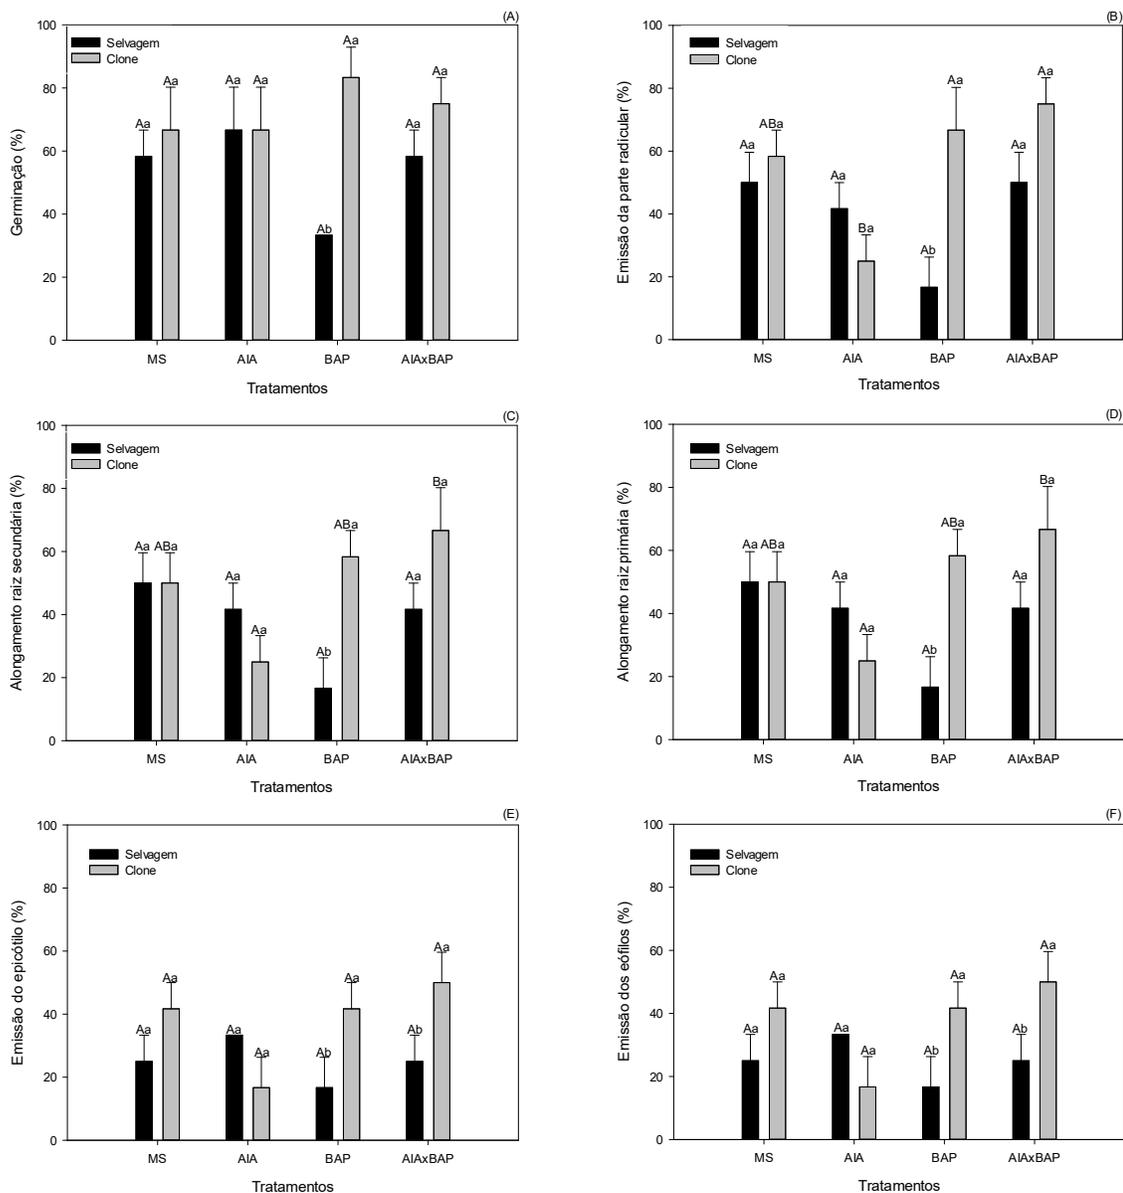 (A)
100
80
60
40
20
0
Germinação (%)
Selvagem
Clone
Aa
Aa
Aa
Aa
Ab
Aa
Aa
Aa
MS
AIA
BAP
AIAxBAP
Tratamentos
(B)
100
80
60
40
20
0
Emissão da parte radicular (%)
Selvagem
Clone
Aa
ABa
Aa
Ba
Ab
Aa
Aa
Aa
MS
AIA
BAP
AIAxBAP
Tratamentos
(C)
100
80
60
40
20
0
Alongamento raiz secundária (%)
Selvagem
Clone
Aa
ABa
Aa
Aa
Ab
ABa
Aa
Ba
MS
AIA
BAP
AIAxBAP
Tratamentos
(D)
100
80
60
40
20
0
Alongamento raiz primária (%)
Selvagem
Clone
Aa
ABa
Aa
Aa
Ab
ABa
Aa
Ba
MS
AIA
BAP
AIAxBAP
Tratamentos
(E)
100
80
60
40
20
0
Emissão do epicótilo (%)
Selvagem
Clone
Aa
Aa
Aa
Aa
Ab
Aa
Ab
Aa
MS
AIA
BAP
AIAxBAP
Tratamentos
(F)
100
80
60
40
20
0
Emissão dos eófilos (%)
Selvagem
Clone
Aa
Aa
Aa
Aa
Ab
Aa
Ab
Aa
MS
AIA
BAP
AIAxBAP
Tratamentos